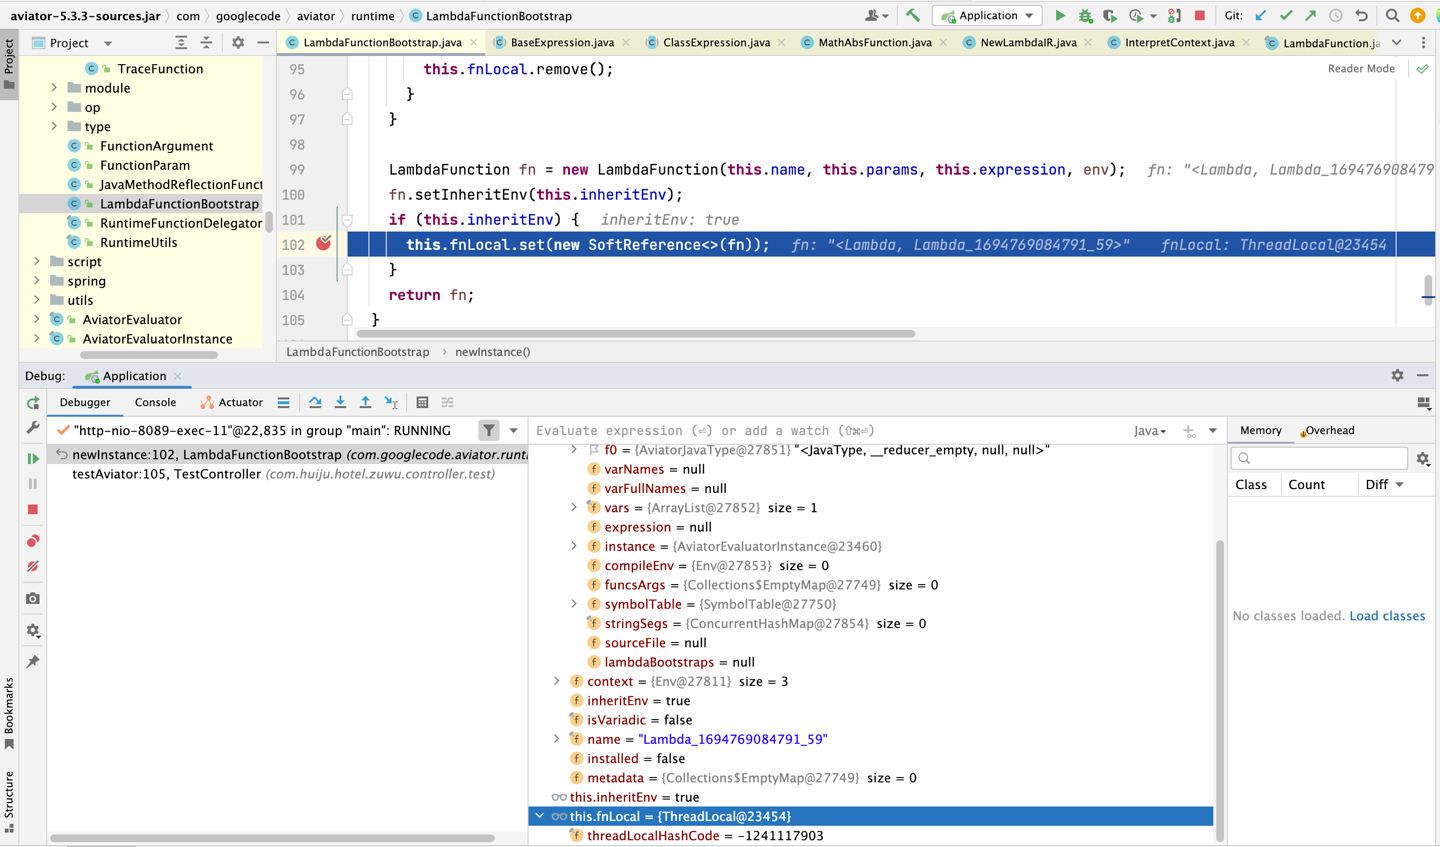 aviator-5.3.3-sources.jar com googlecode aviator runtime LambdaFunctionBootstrap Application Git:
Project LambdaFunctionBootstrap.java BaseExpression.java ClassExpression.java MathAbsFunction.java NewLambdaIR.java InterpretContext.java LambdaFunction.ja
Project
Bookmarks
Structure
TraceFunction
module
op
type
FunctionArgument
FunctionParam
JavaMethodReflectionFunct
LambdaFunctionBootstrap
RuntimeFunctionDelegator
RuntimeUtils
script
spring
utils
AviatorEvaluator
AviatorEvaluatorInstance
Reader Mode
95 this.fnLocal.remove();
96 }
97 }
98
99 LambdaFunction fn = new LambdaFunction(this.name, this.params, this.expression, env); fn: "<Lambda, Lambda_169476908479
100 fn.setInheritEnv(this.inheritEnv);
101 if (this.inheritEnv) { inheritEnv: true
102 this.fnLocal.set(new SoftReference<>(fn)); fn: "<Lambda, Lambda_1694769084791_59>" fnLocal: ThreadLocal@23454
103 }
104 return fn;
105 }
LambdaFunctionBootstrap newInstance()
Debug: Application
Debugger Console Actuator
"http-nio-8089-exec-11"@22,835 in group "main": RUNNING
newInstance:102, LambdaFunctionBootstrap (com.googlecode.aviator.runti
testAviator:105, TestController (com.huiju.hotel.zuwu.controller.test)
Evaluate expression (⏎) or add a watch (⇧⌘⏎) Java
f0 = {AviatorJavaType@27851} "<JavaType, __reducer_empty, null, null>"
varNames = null
varFullNames = null
vars = {ArrayList@27852} size = 1
expression = null
instance = {AviatorEvaluatorInstance@23460}
compileEnv = {Env@27853} size = 0
funcsArgs = {Collections$EmptyMap@27749} size = 0
symbolTable = {SymbolTable@27750}
stringSegs = {ConcurrentHashMap@27854} size = 0
sourceFile = null
lambdaBootstraps = null
context = {Env@27811} size = 3
inheritEnv = true
isVariadic = false
name = "Lambda_1694769084791_59"
installed = false
metadata = {Collections$EmptyMap@27749} size = 0
this.inheritEnv = true
this.fnLocal = {ThreadLocal@23454}
threadLocalHashCode = -1241117903
Memory Overhead
Class Count Diff
No classes loaded. Load classes